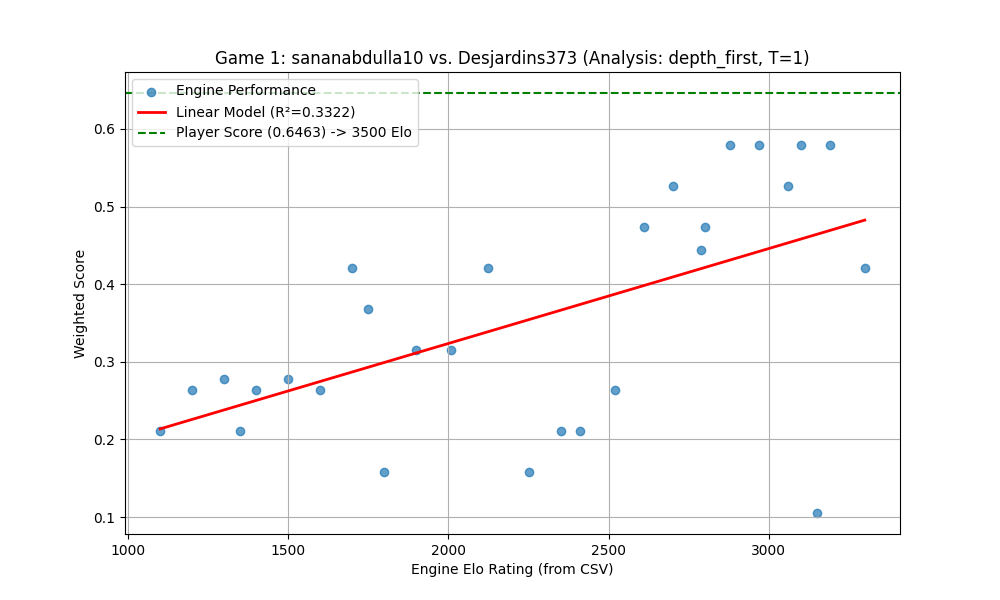 Game 1: sananabdulla10 vs. Desjardins373 (Analysis: depth_first, T=1)
Engine Performance
Linear Model (R²=0.3322)
Player Score (0.6463) -> 3500 Elo
Weighted Score
0.6
0.5
0.4
0.3
0.2
0.1
1000 1500 2000 2500 3000
Engine Elo Rating (from CSV)